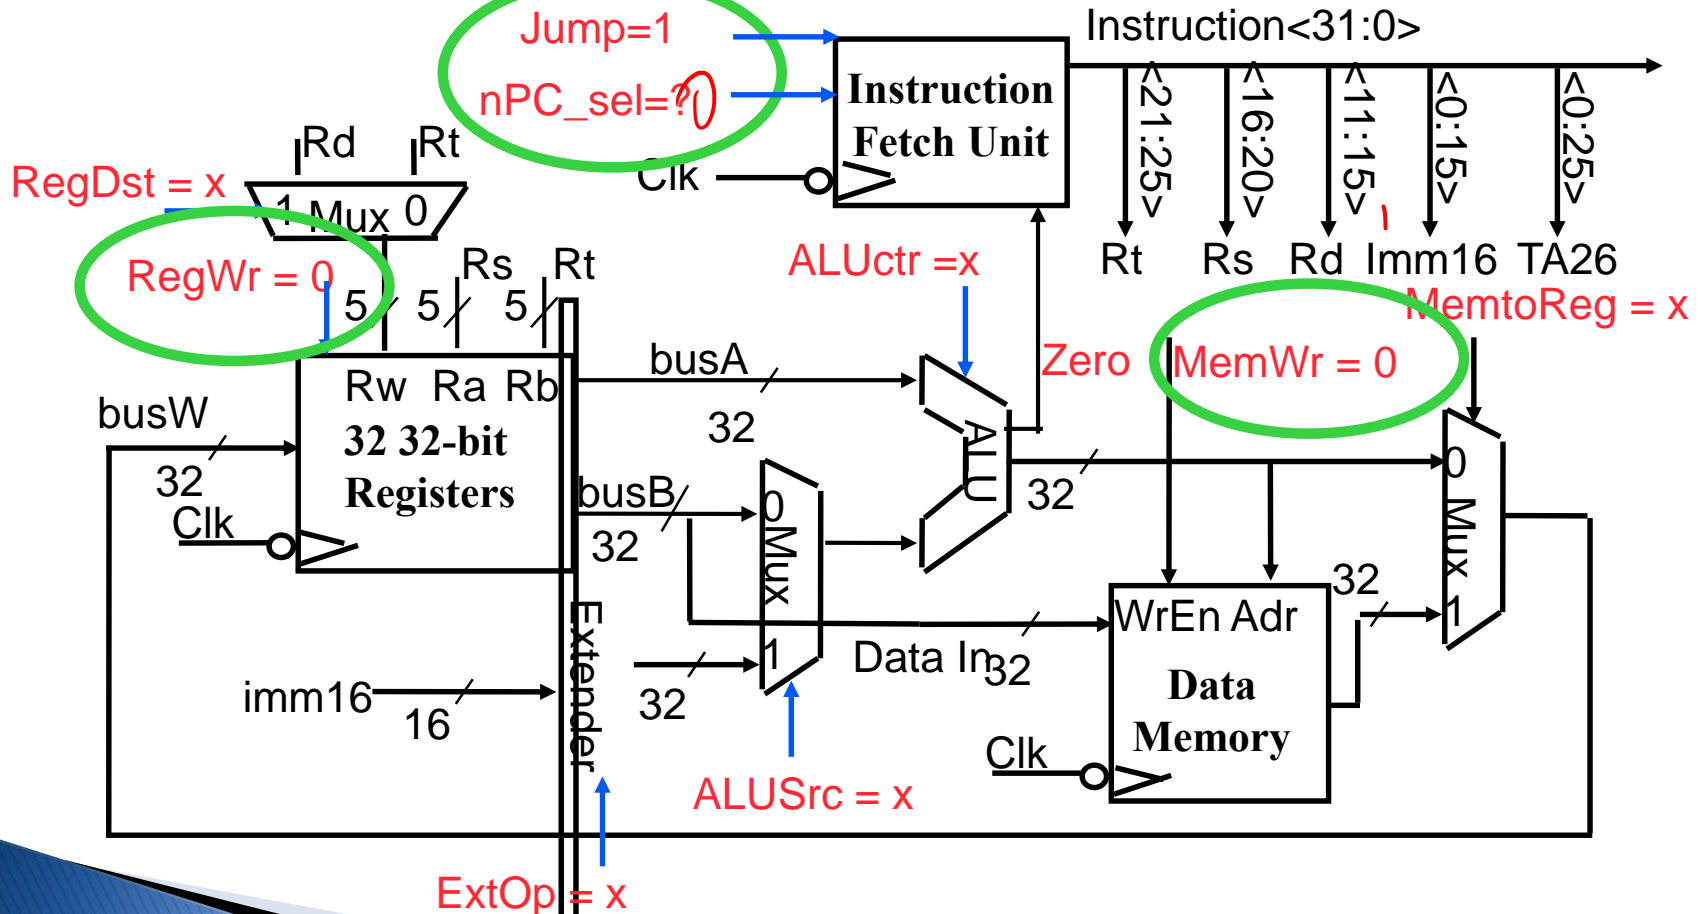 Jump=1
Instruction<31:0>
nPC_sel=?0
Instruction
Fetch Unit
Clk
<21:25>
<16:20>
<11:15>
<0:15>
<0:25>
Rd
Rt
RegDst = x
1 Mux 0
Rt
Rs
Rd
Imm16
TA26
RegWr = 0
Rs
Rt
5
5
5
ALUctr =x
MemtoReg = x
busA
32
Zero
MemWr = 0
busW
32
Rw Ra Rb
32 32-bit
Registers
Clk
busB
32
0
Mux
1
ALU
32
0
Mux
1
32
WrEn Adr
Data In
32
Data
Memory
Clk
imm16
16
Extender
32
ALUSrc = x
ExtOp = x